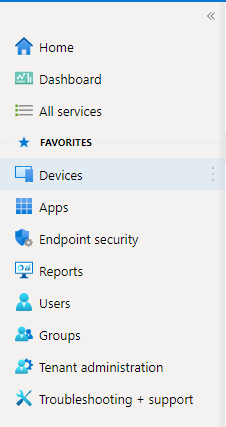 Home
Dashboard
All services
FAVORITES
Devices
Apps
Endpoint security
Reports
Users
Groups
Tenant administration
Troubleshooting + support